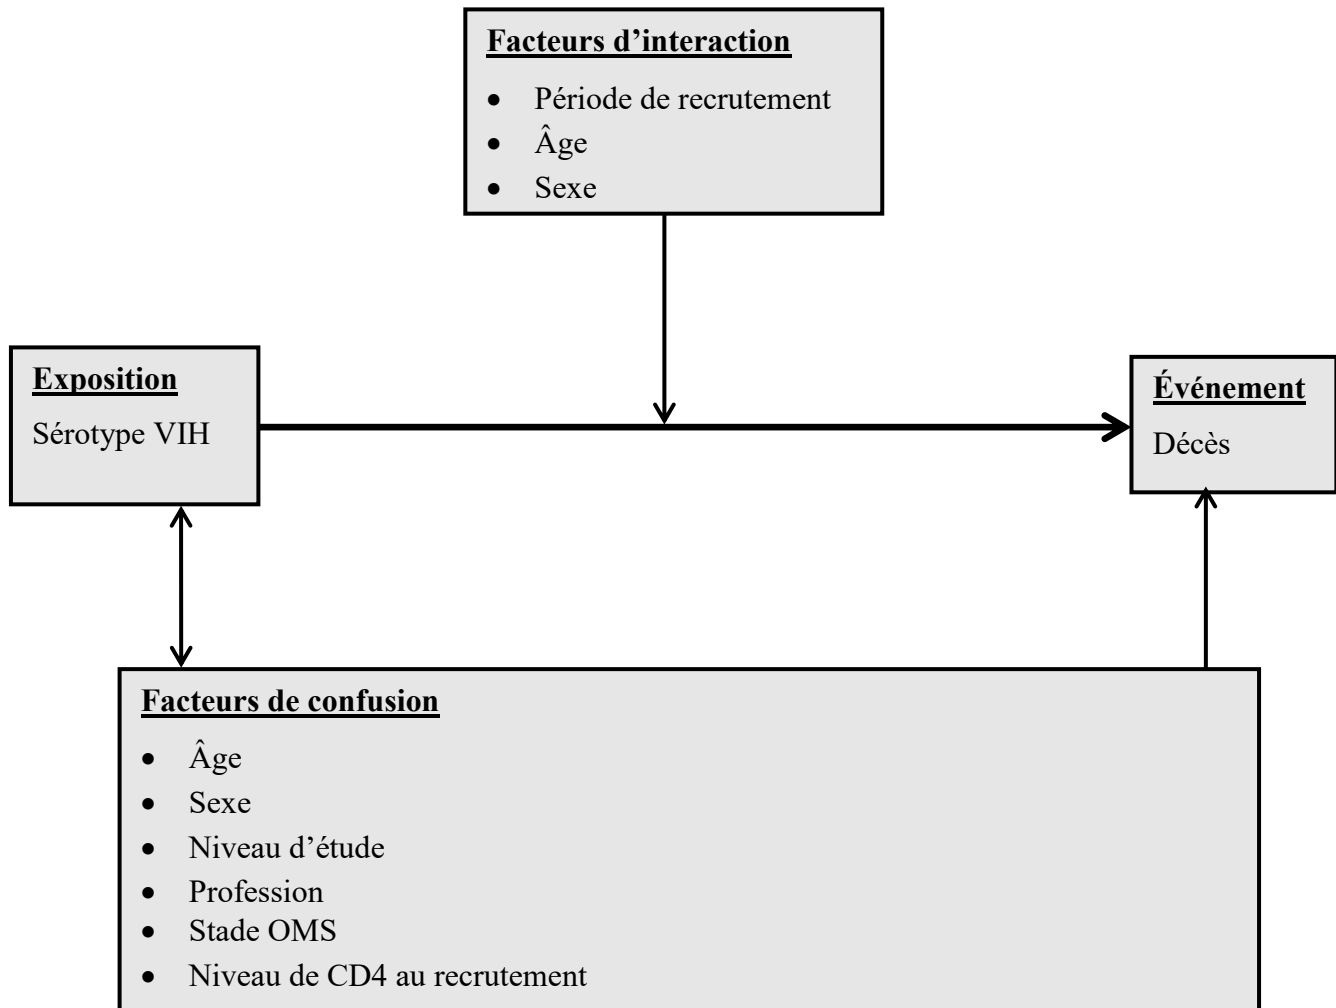 Facteurs d’interaction
• Période de recrutement
• Âge
• Sexe
Exposition
Sérotype VIH
Événement
Décès
Facteurs de confusion
• Âge
• Sexe
• Niveau d’étude
• Profession
• Stade OMS
• Niveau de CD4 au recrutement